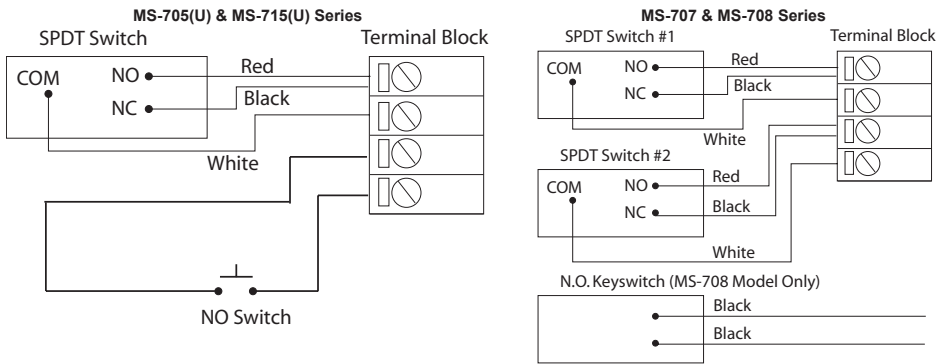 MS-705(U) & MS-715(U) Series
SPDT Switch
Terminal Block
COM
NO
NC
Red
Black
White
NO Switch
MS-707 & MS-708 Series
SPDT Switch #1
Terminal Block
COM
NO
NC
Red
Black
White
SPDT Switch #2
COM
NO
NC
Red
Black
White
N.O. Keyswitch (MS-708 Model Only)
Black
Black